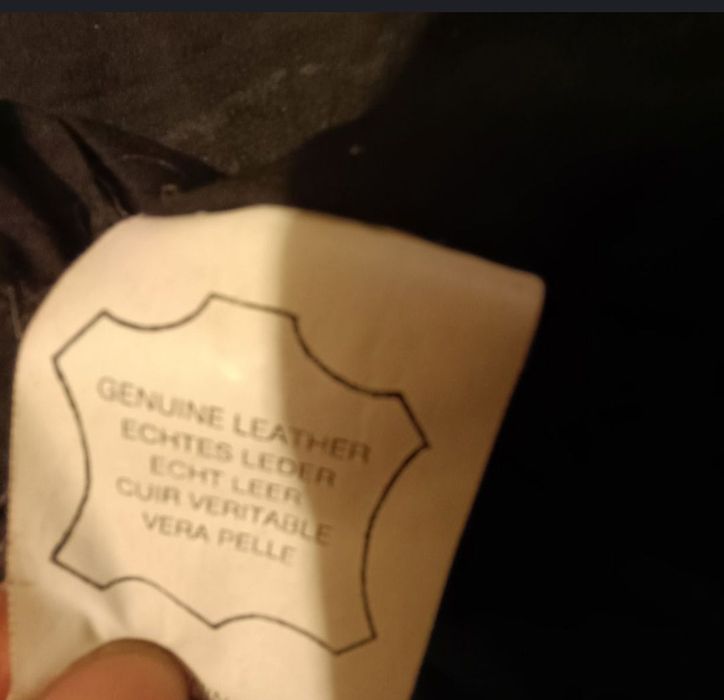 GENUINE LEATHER
ECHTES LEDER
ECHT LEER
CUIR VERITABLE
VERA PELLE